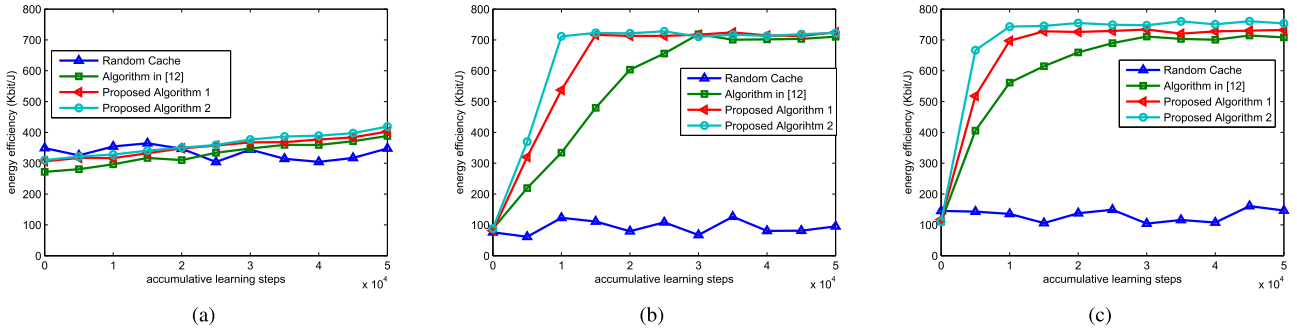 800
700
600
500
400
300
200
100
0
energy efficiency (Kbit/J)
Random Cache
Algorithm in [12]
Proposed Algorithm 1
Proposed Algorithm 2
0 1 2 3 4 5
accumulative learning steps
x 10^4
(a)
800
700
600
500
400
300
200
100
0
energy efficiency (Kbit/J)
Random Cache
Algorithm in [12]
Proposed Algorithm 1
Proposed Algorihtm 2
0 1 2 3 4 5
accumulative learning steps
x 10^4
(b)
800
700
600
500
400
300
200
100
0
energy efficiency (Kbit/J)
Random Cache
Algorithm in [12]
Proposed Algorithm 1
Proposed Algorithm 2
0 1 2 3 4 5
accumulative learning steps
x 10^4
(c)